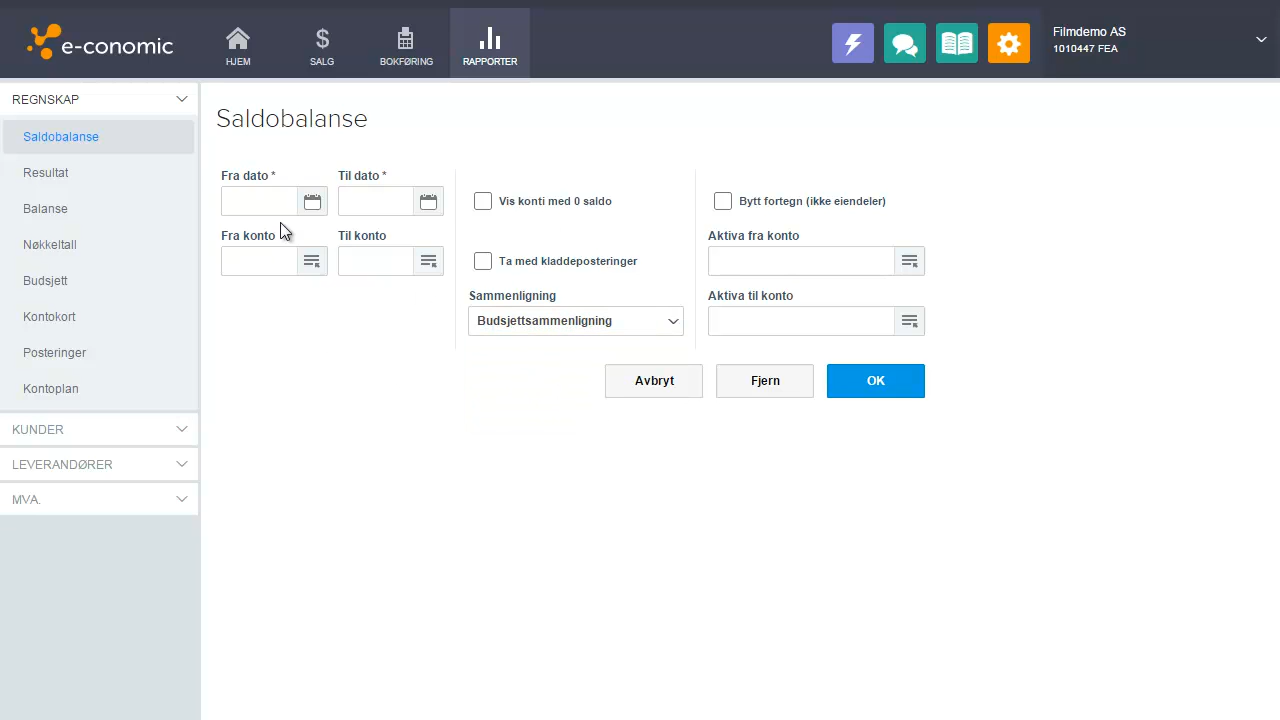 e-conomic
HJEM
SALG
BOKFØRING
RAPPORTER
Filmdemo AS
1010447 FEA
REGNSKAP
Saldobalanse
Resultat
Balanse
Nøkkeltall
Budsjett
Kontokort
Posteringer
Kontoplan
KUNDER
LEVERANDØRER
MVA.
Saldobalanse
Fra dato *
Til dato *
Fra konto
Til konto
Vis konti med 0 saldo
Ta med kladdeposteringer
Sammenligning
Budsjettsammenligning
Bytt fortegn (ikke eiendeler)
Aktiva fra konto
Aktiva til konto
Avbryt
Fjern
OK